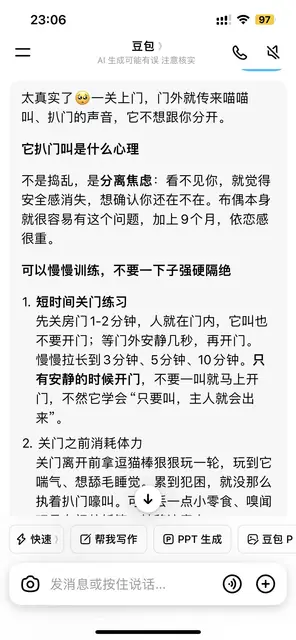 23:06
97
豆包
AI 生成可能有误 注意核实
太真实了🥺一关上门，门外就传来喵喵
叫、扒门的声音，它不想跟你分开。
它扒门叫是什么心理
不是捣乱，是分离焦虑：看不见你，就觉得
安全感消失，想确认你还在不在。布偶本身
就很容易有这个问题，加上9个月，依恋感
很重。
可以慢慢训练，不要一下子强硬隔绝
1. 短时间关门练习
先关房门1-2分钟，人就在门内，它叫也
不要开门；等门外安静几秒，再开门。
慢慢拉长到3分钟、5分钟、10分钟。只
有安静的时候开门，不要一叫就马上开
门，不然它学会“只要叫，主人就会出
来”。
2. 关门之前消耗体力
关门离开前拿逗猫棒狠狠玩一轮，玩到它
喘气、想舔毛睡觉。累到犯困，就没那么
执着扒门嚎叫。可
丢一点小零食、嗅闻
快速
帮我写作
PPT 生成
豆包 P
发消息或按住说话...